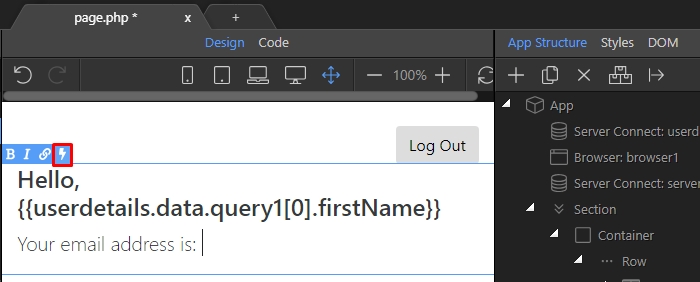 page.php * x
Design Code
100%
App Structure Styles DOM
App
Server Connect: userd
Browser: browser1
Server Connect: server
Section
Container
Row
B I
Log Out
Hello,
{{userdetails.data.query1[0].firstName}}
Your email address is: